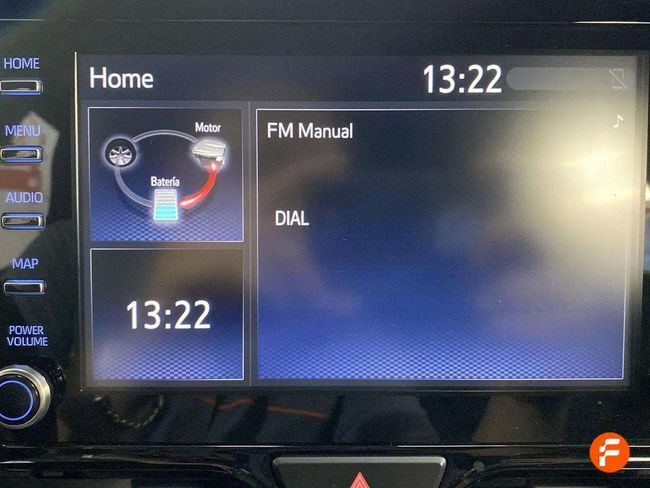 HOME
MENU
AUDIO
MAP
POWER
VOLUME
Home
13:22
Motor
Batería
13:22
FM Manual
DIAL